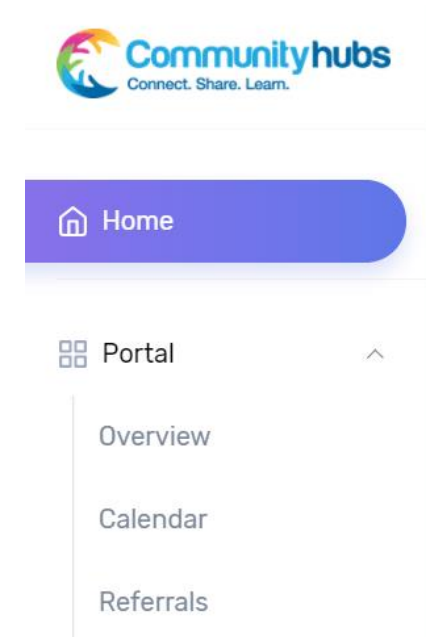 Communityhubs
Connect. Share. Learn.
Home
Portal
Overview
Calendar
Referrals